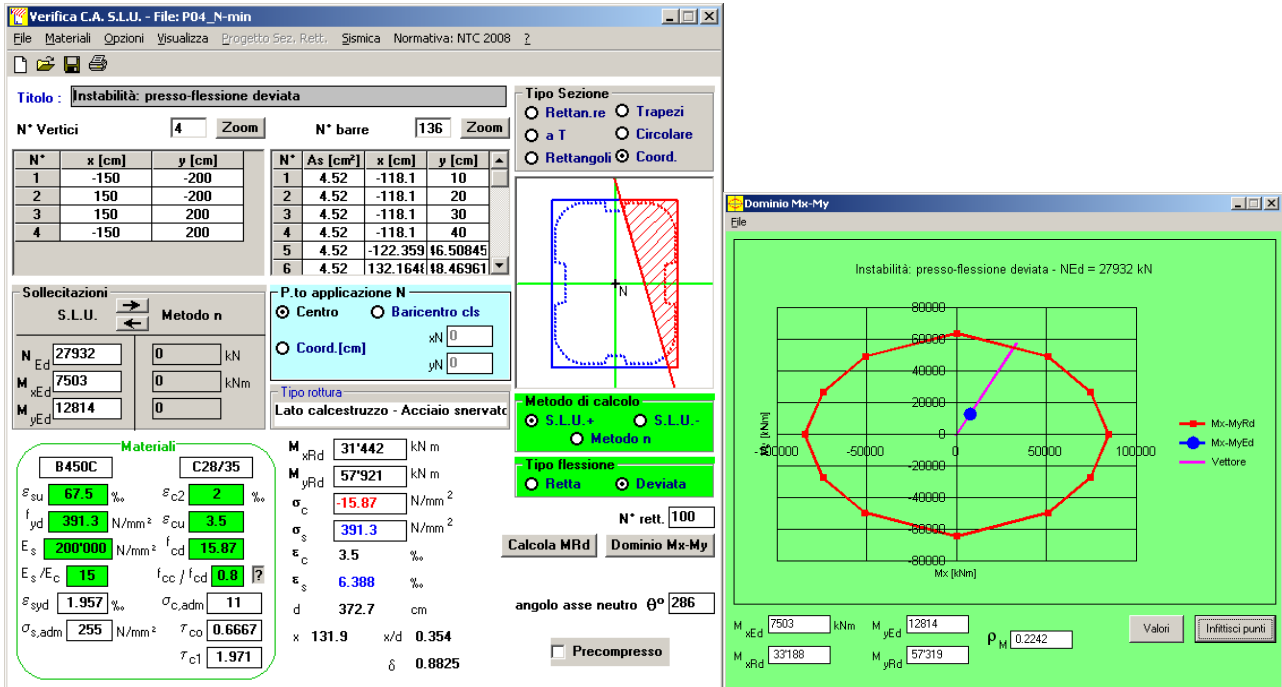 Verifica C.A. S.L.U. - File: P04_N-min
File Materiali Opzioni Visualizza Progetto Sez. Rett. Sismica Normativa: NTC 2008 ?
Titolo : Instabilità: presso-flessione deviata
N° Vertici 4 Zoom
N° barre 136 Zoom
N° x [cm] y [cm]
1 -150 -200
2 150 -200
3 150 200
4 -150 200
N° As [cm²] x [cm] y [cm]
1 4.52 -118.1 10
2 4.52 -118.1 20
3 4.52 -118.1 30
4 4.52 -118.1 40
5 4.52 -122.359
6 4.52
Tipo Sezione
Rettan.re Trapezi
a T Circolare
Rettangoli Coord.
N
Sollecitazioni
S.L.U. Metodo n
N Ed 27932 0 kN
M xEd 7503 0 kNm
M yEd 12814 0
P.to applicazione N
Centro Baricentro cls
Coord.[cm]
xN 0
yN 0
Tipo rottura
Lato calcestruzzo - Acciaio snervato
Metodo di calcolo
S.L.U.+ S.L.U.-
Metodo n
Tipo flessione
Retta Deviata
N° rett. 100
Calcola MRd Dominio Mx-My
angolo asse neutro θ° 286
Precompresso
Materiali
B450C C28/35
εsu 67.5 ‰ εc2 2 ‰
fyd 391.3 N/mm² εcu 3.5
Es 200'000 N/mm² fcd 15.87
Es/Ec 15 fcc / fcd 0.8 ?
εsyd 1.957 ‰ σc,adm 11
σs,adm 255 N/mm² τco 0.6667
τc1 1.971
M xRd 31'442 kN m
M yRd 57'921 kN m
σc -15.87 N/mm²
σs 391.3 N/mm²
εc 3.5 ‰
εs 6.388 ‰
d 372.7 cm
x 131.9 x/d 0.354
δ 0.8825
Dominio Mx-My
File
Instabilità: presso-flessione deviata - NEd = 27932 kN
80000
60000
40000
20000
0
-20000
-40000
-60000
-80000
My [kNm]
-100000 -50000 0 50000 100000
Mx [kNm]
Mx-MyRd
Mx-MyEd
Vettore
M xEd 7503 kNm M yEd 12814
M xRd 33'188 M yRd 57'319
ρM 0.2242
Valori Infittisci punti